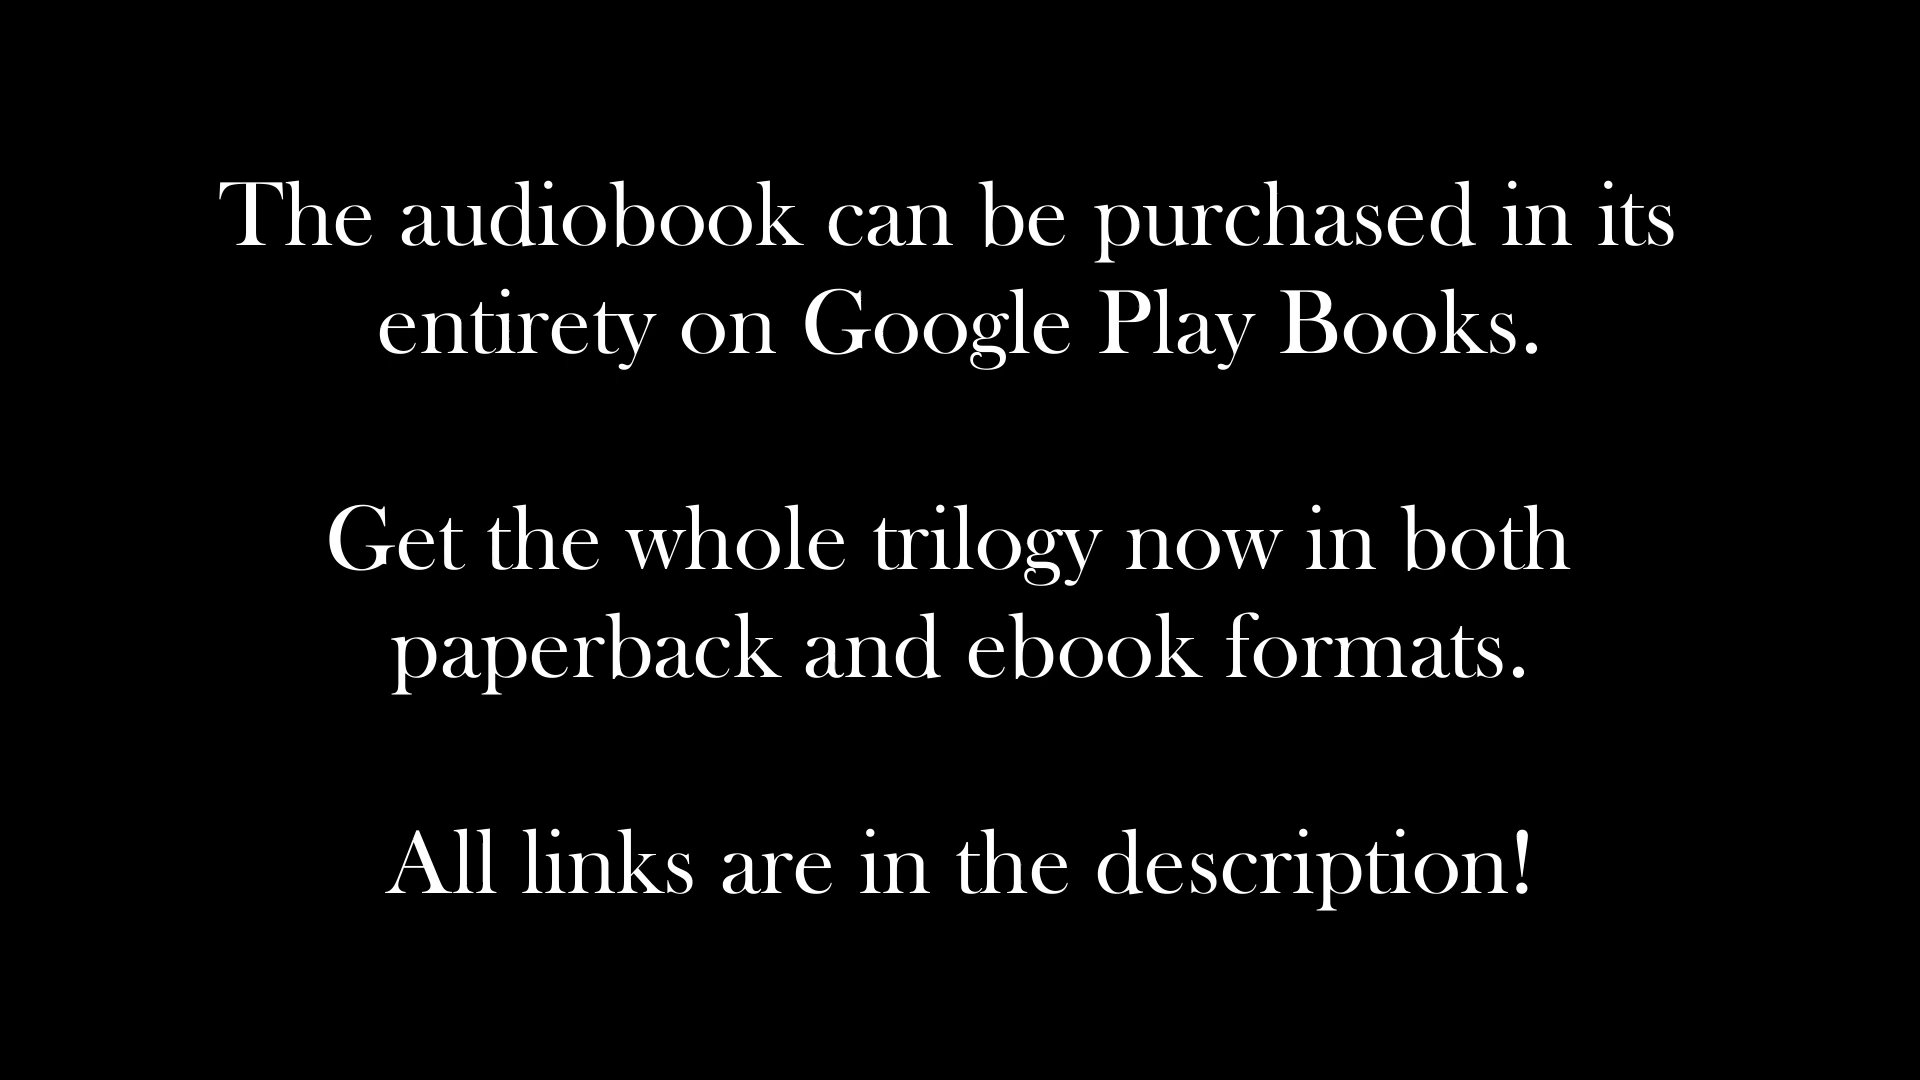 The audiobook can be purchased in its
entirety on Google Play Books.
Get the whole trilogy now in both
paperback and ebook formats.
All links are in the description!